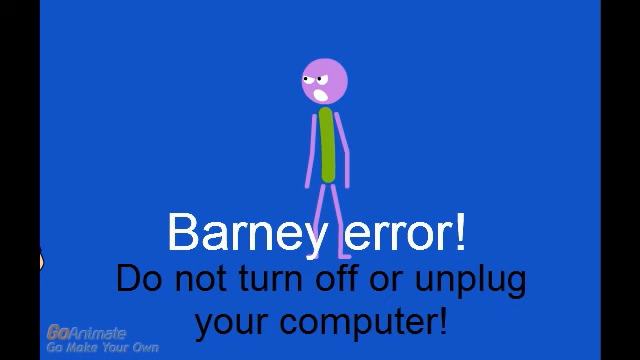 Barney error!
Do not turn off or unplug
your computer!
GoAnimate
Go Make Your Own